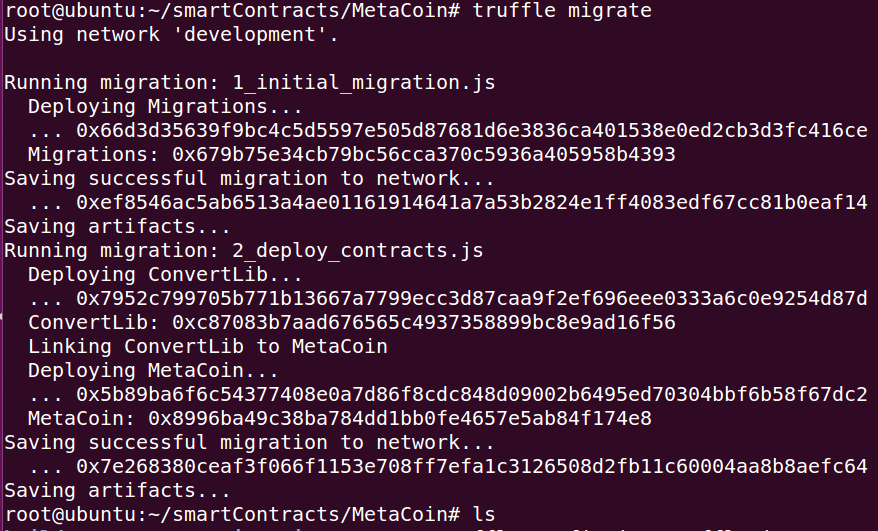 root@ubuntu:~/smartContracts/MetaCoin# truffle migrate
Using network 'development'.
Running migration: 1_initial_migration.js
Deploying Migrations...
... 0x66d3d35639f9bc4c5d5597e505d87681d6e3836ca401538e0ed2cb3d3fc416ce
Migrations: 0x679b75e34cb79bc56cca370c5936a405958b4393
Saving successful migration to network...
... 0xef8546ac5ab6513a4ae01161914641a7a53b2824e1ff4083edf67cc81b0eaf14
Saving artifacts...
Running migration: 2_deploy_contracts.js
Deploying ConvertLib...
... 0x7952c799705b771b13667a7799ecc3d87caa9f2ef696eee0333a6c0e9254d87d
ConvertLib: 0xc87083b7aad676565c4937358899bc8e9ad16f56
Linking ConvertLib to MetaCoin
Deploying MetaCoin...
... 0x5b89ba6f6c54377408e0a7d86f8cdc848d09002b6495ed70304bbf6b58f67dc2
MetaCoin: 0x8996ba49c38ba784dd1bb0fe4657e5ab84f174e8
Saving successful migration to network...
... 0x7e268380ceaf3f066f1153e708ff7efa1c3126508d2fb11c60004aa8b8aefc64
Saving artifacts...
root@ubuntu:~/smartContracts/MetaCoin# ls